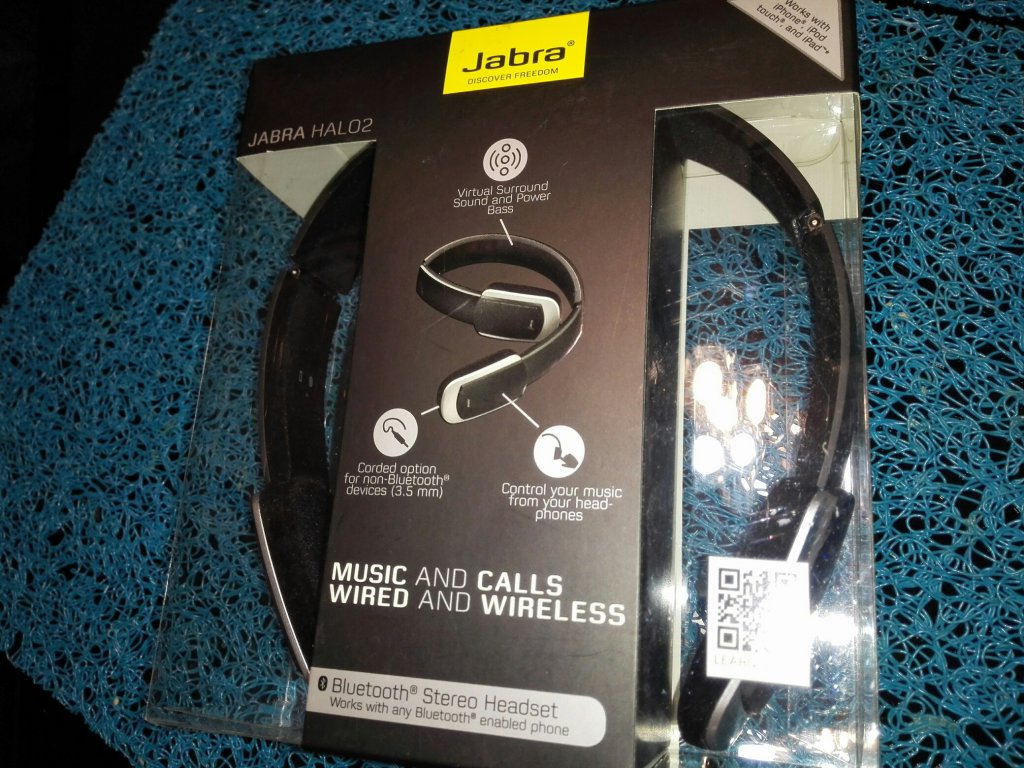 Works with
iPhone®, iPod
touch®, and iPad™*
Jabra®
DISCOVER FREEDOM
JABRA HALO2
Virtual Surround
Sound and Power
Bass
Corded option
for non-Bluetooth®
devices (3.5 mm)
Control your music
from your head-
phones
MUSIC AND CALLS
WIRED AND WIRELESS
Bluetooth® Stereo Headset
Works with any Bluetooth® enabled phone